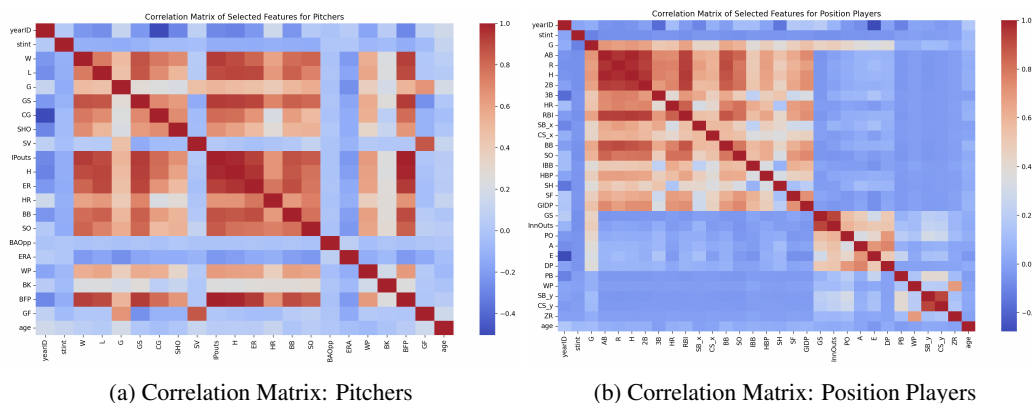 Correlation Matrix of Selected Features for Pitchers
yearID
stint
W
L
G
GS
CG
SHO
SV
IPouts
H
ER
HR
BB
SO
BAOpp
ERA
WP
BK
BFP
GF
age
yearID
stint
W
L
G
GS
CG
SHO
SV
IPouts
H
ER
HR
BB
SO
BAOpp
ERA
WP
BK
BFP
GF
age
1.0
0.8
0.6
0.4
0.2
0.0
−0.2
−0.4
(a) Correlation Matrix: Pitchers
Correlation Matrix of Selected Features for Position Players
yearID
stint
G
AB
R
H
2B
3B
HR
RBI
SB_x
CS_x
BB
SO
IBB
HBP
SH
SF
GIDP
GS
InnOuts
PO
A
E
DP
PB
WP
SB_y
CS_y
ZR
age
yearID
stint
G
AB
R
H
2B
3B
HR
RBI
SB_x
CS_x
BB
SO
IBB
HBP
SH
SF
GIDP
GS
InnOuts
PO
A
E
DP
PB
WP
SB_y
CS_y
ZR
age
1.0
0.8
0.6
0.4
0.2
0.0
−0.2
−0.4
(b) Correlation Matrix: Position Players